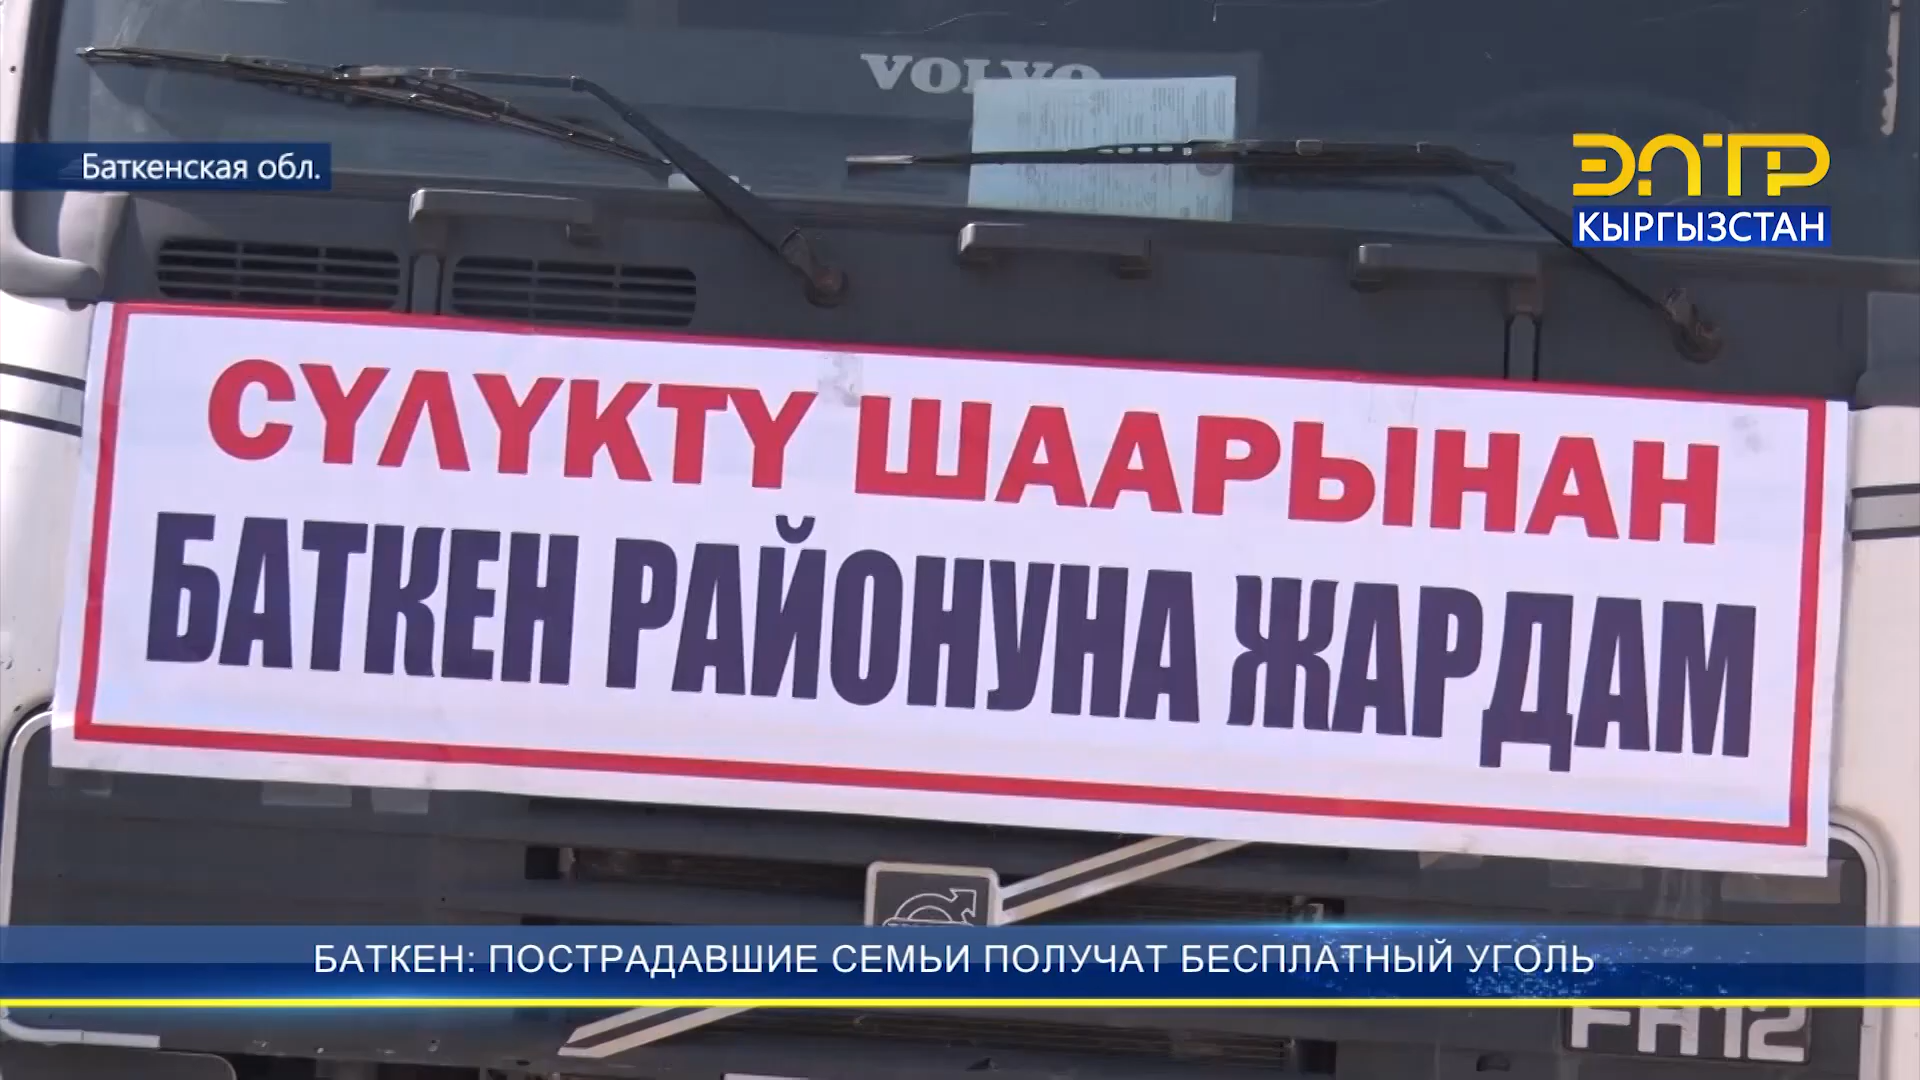 VOLVO
Баткенская обл.
ЭЛТР
КЫРГЫЗСТАН
СҮЛҮКТҮ ШААРЫНАН
БАТКЕН РАЙОНУНА ЖАРДАМ
БАТКЕН: ПОСТРАДАВШИЕ СЕМЬИ ПОЛУЧАТ БЕСПЛАТНЫЙ УГОЛЬ
FH12